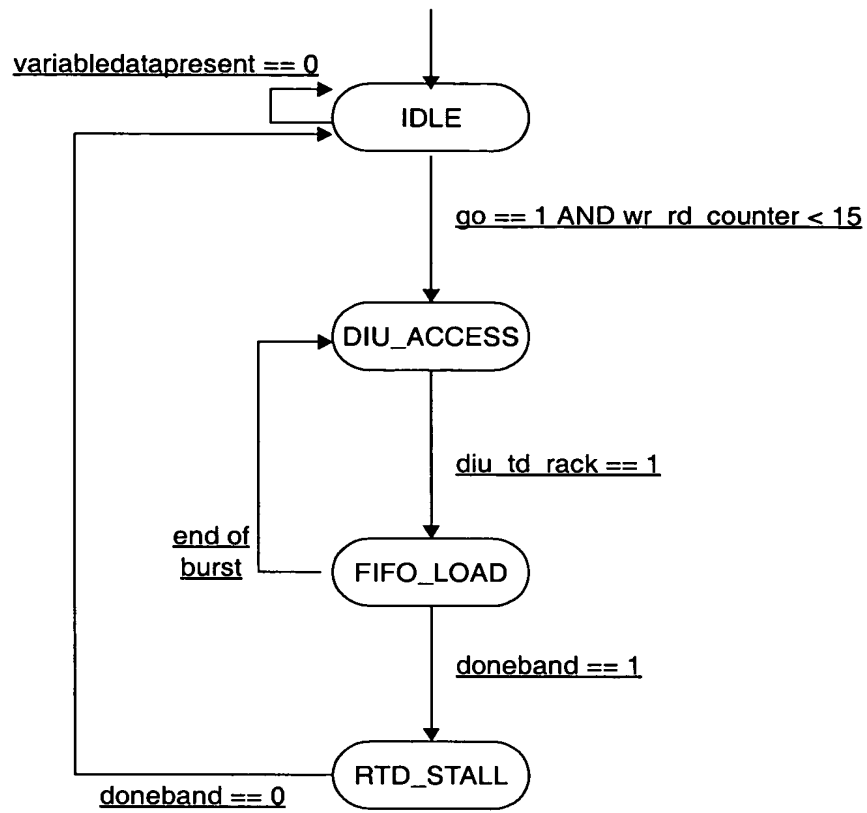 variabledatapresent == 0
IDLE
go == 1 AND wr_rd_counter < 15
DIU_ACCESS
diu_td_rack == 1
end of
burst
FIFO_LOAD
doneband == 1
RTD_STALL
doneband == 0